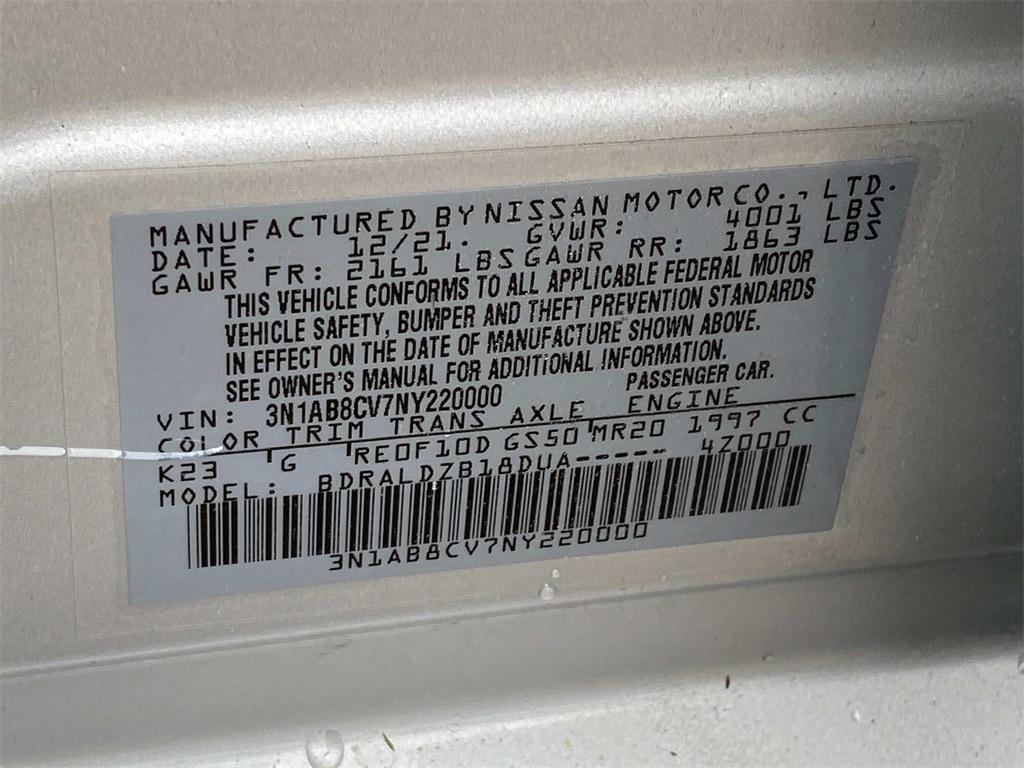 MANUFACTURED BY NISSAN MOTOR CO., LTD.
DATE: 12/21. GVWR: 4001 LBS
GAWR FR: 2161 LBS GAWR RR: 1863 LBS
THIS VEHICLE CONFORMS TO ALL APPLICABLE FEDERAL MOTOR
VEHICLE SAFETY, BUMPER AND THEFT PREVENTION STANDARDS
IN EFFECT ON THE DATE OF MANUFACTURE SHOWN ABOVE.
SEE OWNER'S MANUAL FOR ADDITIONAL INFORMATION.
VIN: 3N1AB8CV7NY220000 PASSENGER CAR.
COLOR TRIM TRANS AXLE ENGINE
K23 G RE0F10D GS50 MR20 1997 CC
MODEL: BDRALDZB18DUA----- 4Z000
3N1AB8CV7NY220000